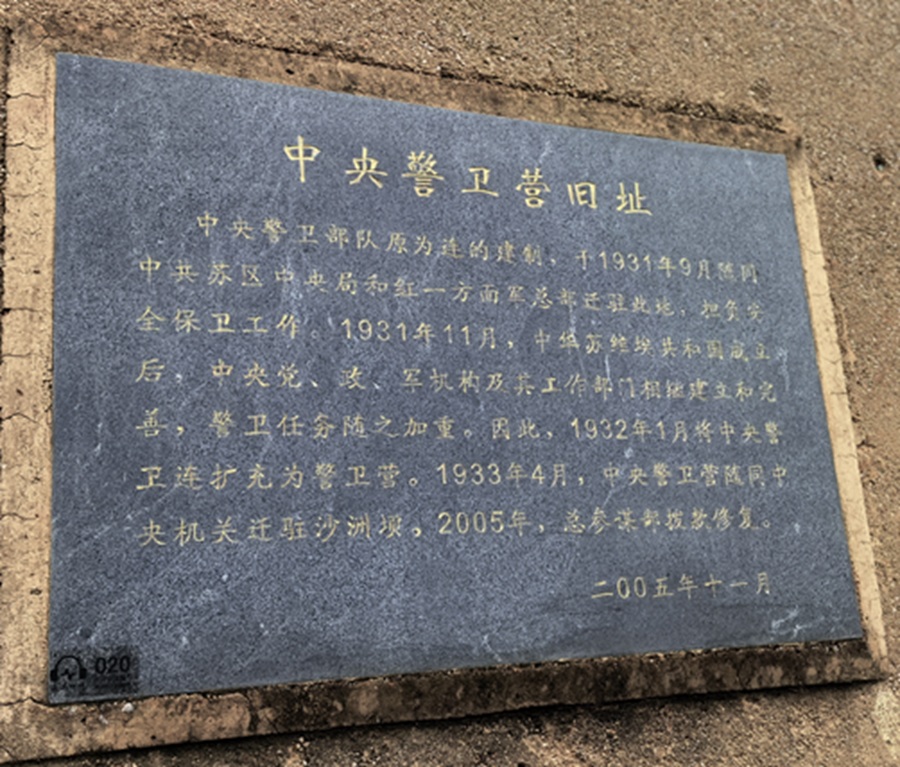 中央警卫营旧址
中央警卫部队原为连的建制，于1931年9月随同
中共苏区中央局和红一方面军总部迁驻此地，担负安
全保卫工作。1931年11月，中华苏维埃共和国成立
后，中央党、政、军机构及其工作部门相继建立和完
善，警卫任务随之加重。因此，1932年1月将中央警
卫连扩充为警卫营。1933年4月，中央警卫营随同中
央机关迁驻沙洲坝。2005年，总参谋部拨款修复。
二00五年十一月
020